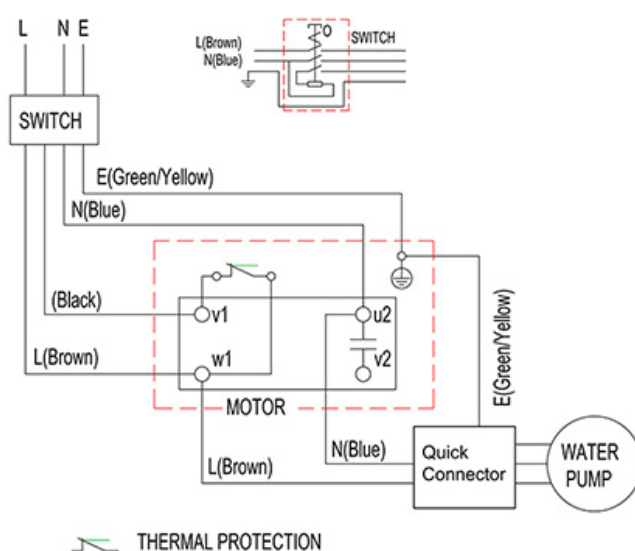 L N E
O
L(Brown) SWITCH
N(Blue)
SWITCH
E(Green/Yellow)
N(Blue)
(Black)
v1 u2
w1 v2
L(Brown)
MOTOR
E(Green/Yellow)
N(Blue)
L(Brown)
Quick
Connector
WATER
PUMP
THERMAL PROTECTION